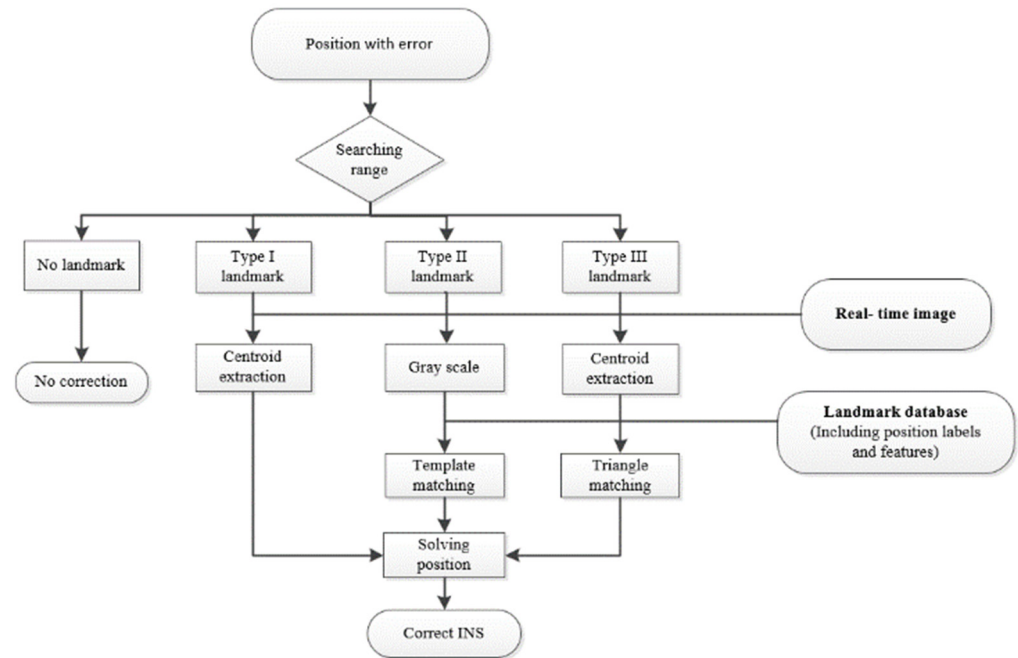 Position with error
Searching
range
No landmark
Type I
landmark
Type II
landmark
Type III
landmark
Real- time image
No correction
Centroid
extraction
Gray scale
Centroid
extraction
Landmark database
(Including position labels
and features)
Template
matching
Triangle
matching
Solving
position
Correct INS